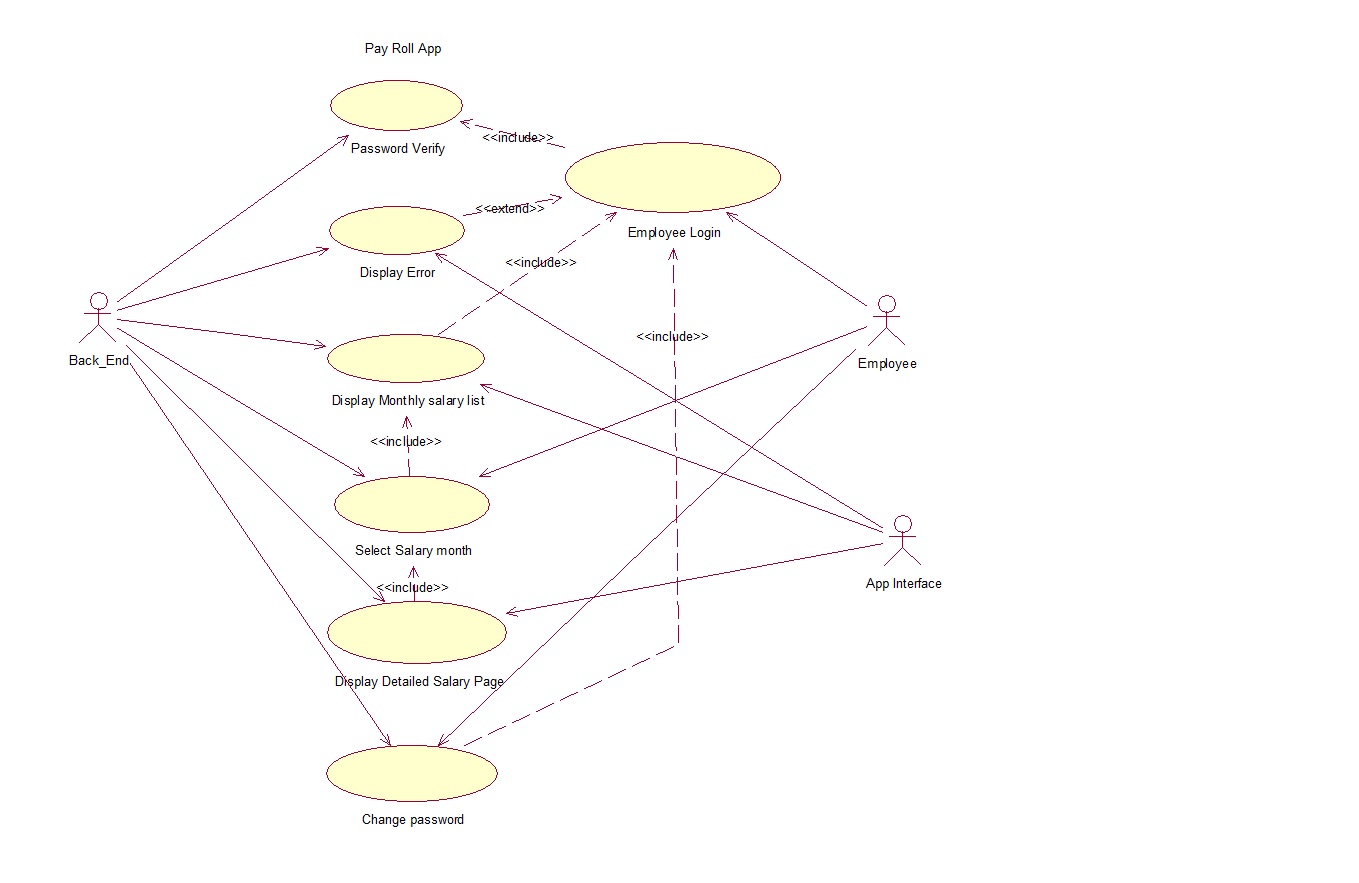 Pay Roll App
<<include>>
Password Verify
<<extend>>
Employee Login
<<include>>
Display Error
<<include>>
Back_End
Employee
Display Monthly salary list
<<include>>
Select Salary month
<<include>>
App Interface
Display Detailed Salary Page
Change password